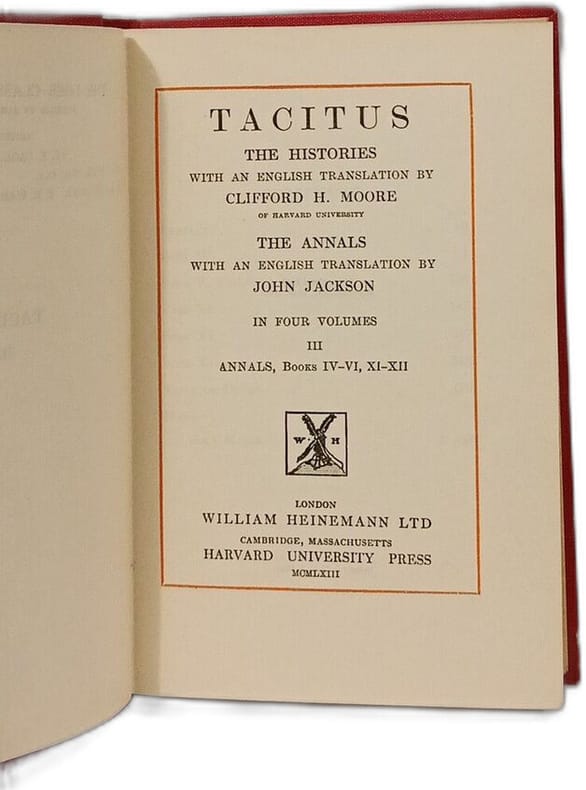 TACITUS
THE HISTORIES
WITH AN ENGLISH TRANSLATION BY
CLIFFORD H. MOORE
OF HARVARD UNIVERSITY
THE ANNALS
WITH AN ENGLISH TRANSLATION BY
JOHN JACKSON
IN FOUR VOLUMES
III
ANNALS, Books IV–VI, XI–XII
W H
LONDON
WILLIAM HEINEMANN LTD
CAMBRIDGE, MASSACHUSETTS
HARVARD UNIVERSITY PRESS
MCMLXIII